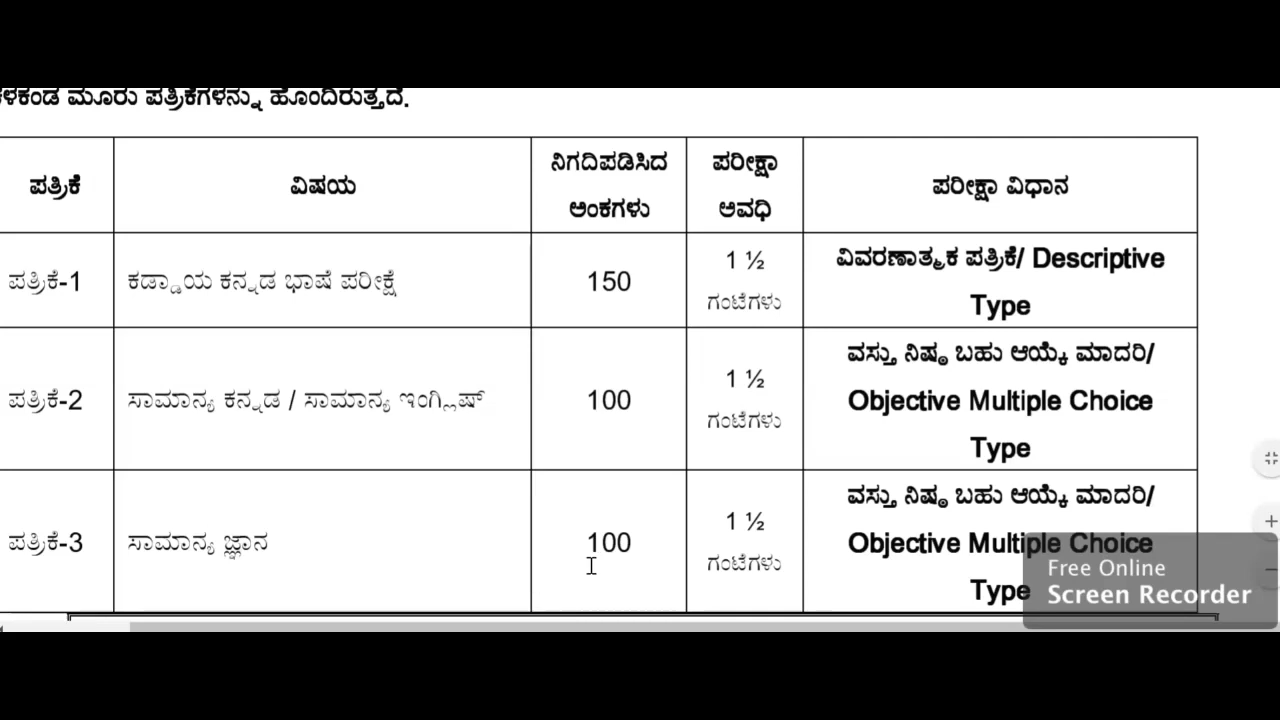 ಕೆಳಕಂಡ ಮೂರು ಪತ್ರಿಕೆಗಳನ್ನು ಹೊಂದಿರುತ್ತದೆ.
ಪತ್ರಿಕೆ
ವಿಷಯ
ನಿಗದಿಪಡಿಸಿದ
ಅಂಕಗಳು
ಪರೀಕ್ಷಾ
ಅವಧಿ
ಪರೀಕ್ಷಾ ವಿಧಾನ
ಪತ್ರಿಕೆ-1
ಕಡ್ಡಾಯ ಕನ್ನಡ ಭಾಷೆ ಪರೀಕ್ಷೆ
150
1 ½
ಗಂಟೆಗಳು
ವಿವರಣಾತ್ಮಕ ಪತ್ರಿಕೆ/ Descriptive
Type
ಪತ್ರಿಕೆ-2
ಸಾಮಾನ್ಯ ಕನ್ನಡ / ಸಾಮಾನ್ಯ ಇಂಗ್ಲಿಷ್
100
1 ½
ಗಂಟೆಗಳು
ವಸ್ತು ನಿಷ್ಠ ಬಹು ಆಯ್ಕೆ ಮಾದರಿ/
Objective Multiple Choice
Type
ಪತ್ರಿಕೆ-3
ಸಾಮಾನ್ಯ ಜ್ಞಾನ
100
1 ½
ಗಂಟೆಗಳು
ವಸ್ತು ನಿಷ್ಠ ಬಹು ಆಯ್ಕೆ ಮಾದರಿ/
Objective Multiple Choice
Type
Free Online
Screen Recorder